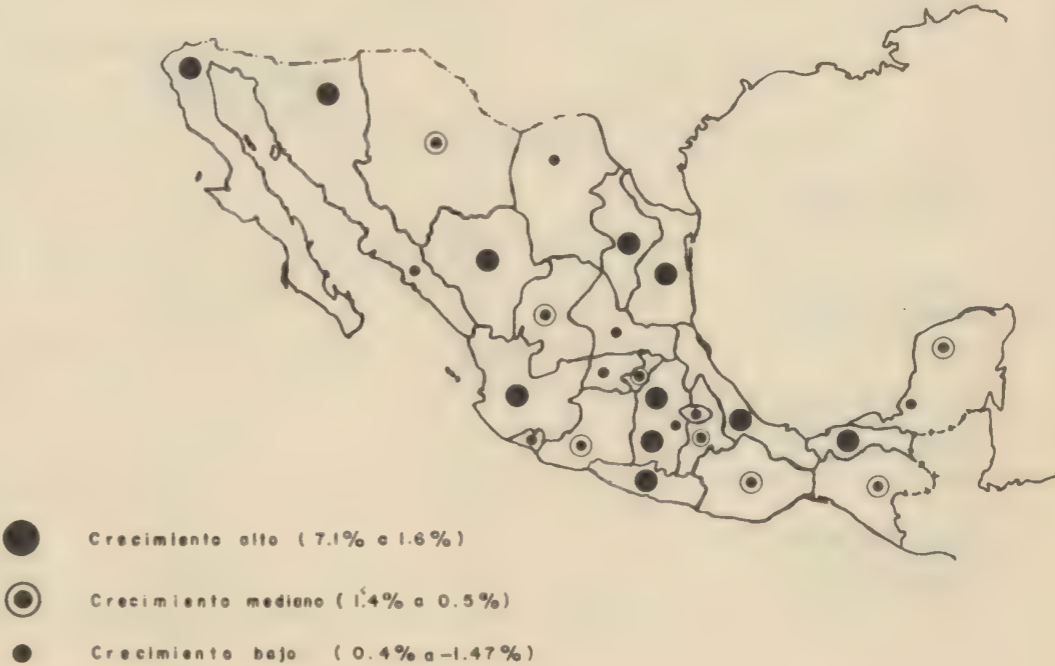 Crecimiento alto ( 7.1% a 1.6% )
Crecimiento mediano ( 1.4% a 0.5% )
Crecimiento bajo ( 0.4% a -1.47% )